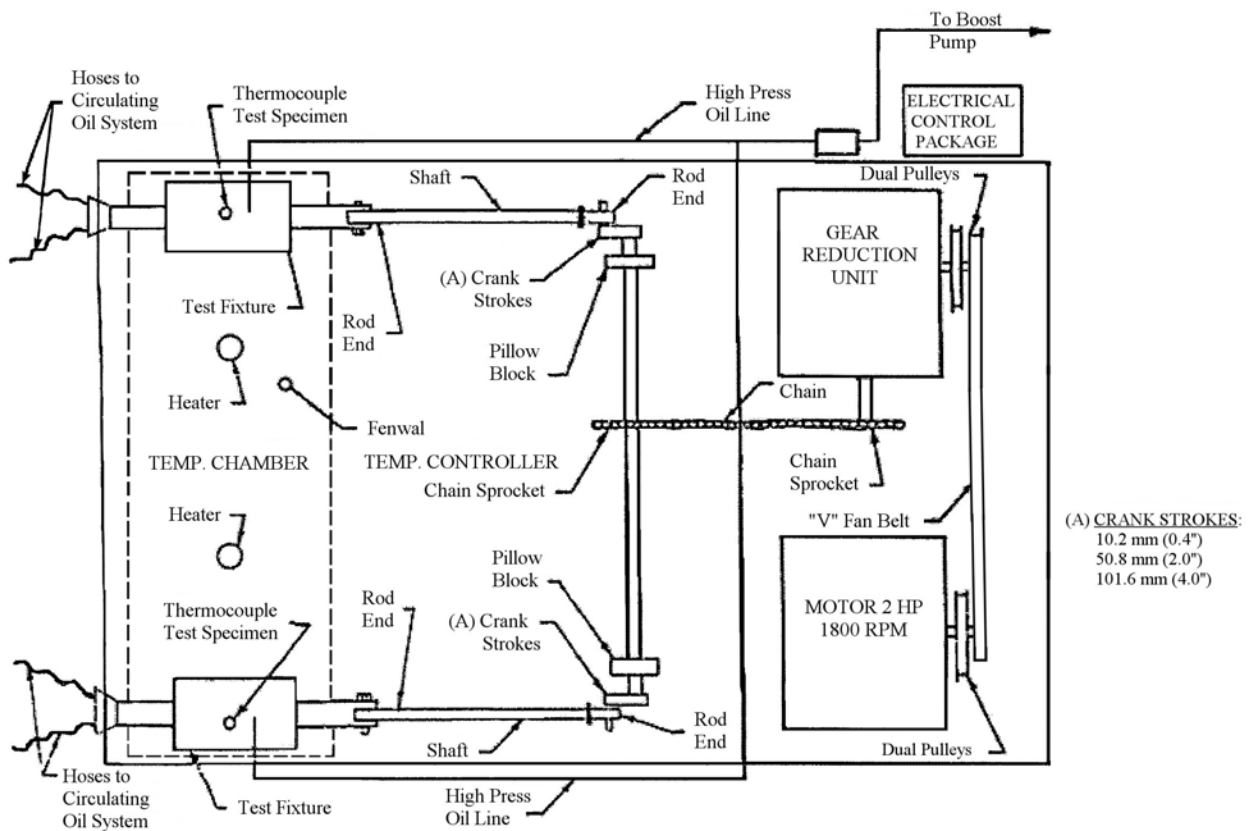 To Boost
Pump
Hoses to
Circulating
Oil System
Thermocouple
Test Specimen
High Press
Oil Line
ELECTRICAL
CONTROL
PACKAGE
Shaft
Rod
End
Dual Pulleys
GEAR
REDUCTION
UNIT
(A) Crank
Strokes
Test Fixture
Rod
End
Pillow
Block
Heater
Fenwal
Chain
TEMP. CHAMBER
TEMP. CONTROLLER
Chain Sprocket
Chain
Sprocket
Heater
"V" Fan Belt
(A) CRANK STROKES:
10.2 mm (0.4")
50.8 mm (2.0")
101.6 mm (4.0")
Pillow
Block
Thermocouple
Test Specimen
Rod
End
(A) Crank
Strokes
MOTOR 2 HP
1800 RPM
Shaft
Rod
End
Dual Pulleys
Hoses to
Circulating
Oil System
Test Fixture
High Press
Oil Line